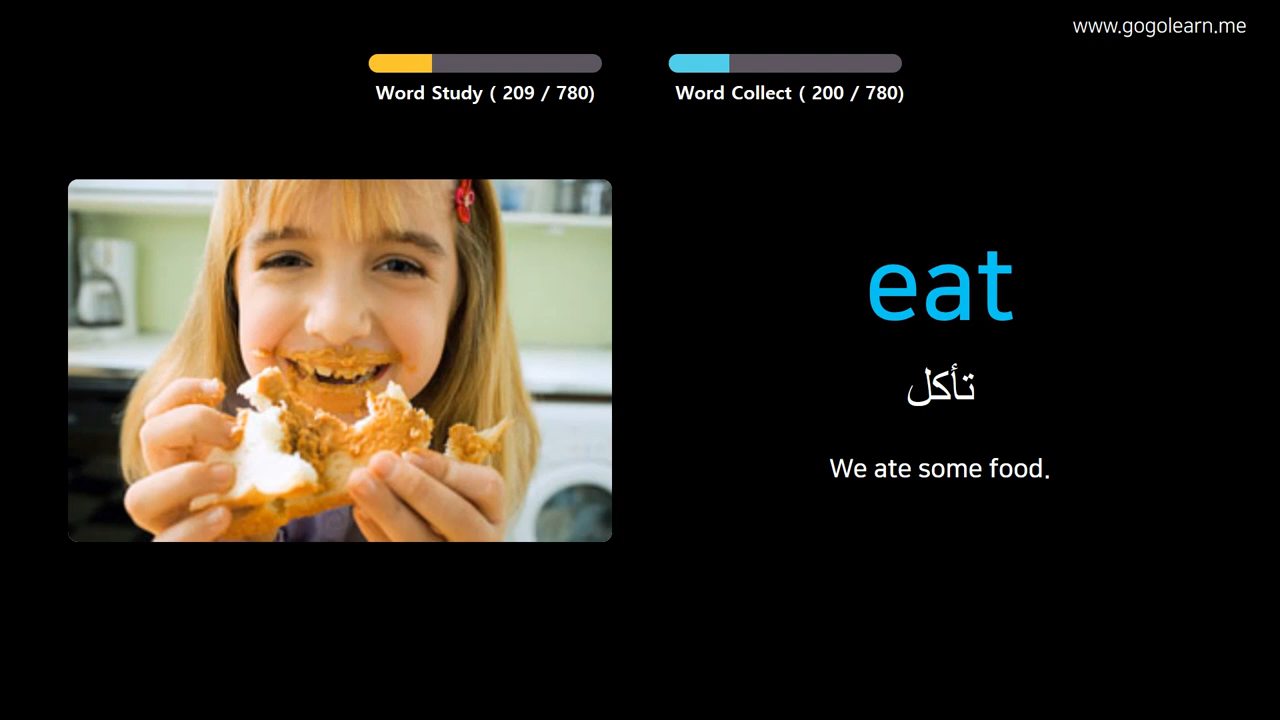 www.gogolearn.me
Word Study ( 209 / 780)
Word Collect ( 200 / 780)
eat
تأكل
We ate some food.